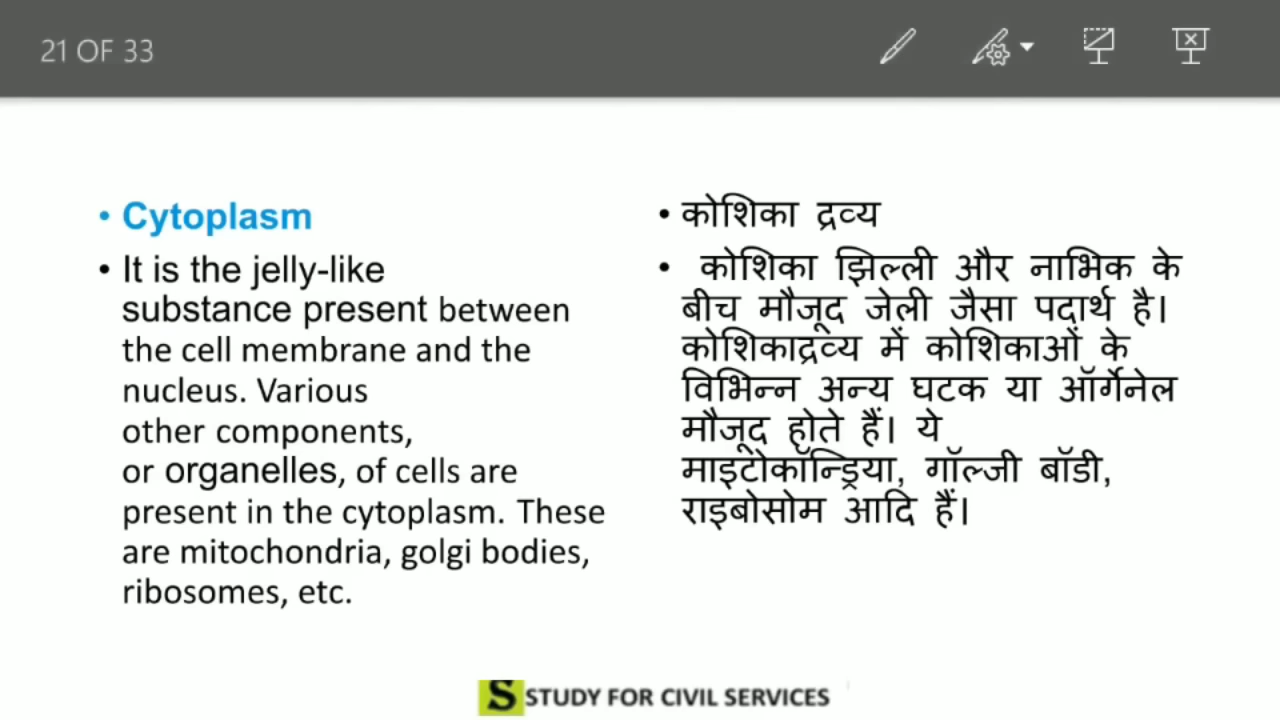 21 OF 33
• Cytoplasm
• It is the jelly-like
substance present between
the cell membrane and the
nucleus. Various
other components,
or organelles, of cells are
present in the cytoplasm. These
are mitochondria, golgi bodies,
ribosomes, etc.
• कोशिका द्रव्य
• कोशिका झिल्ली और नाभिक के
बीच मौजूद जेली जैसा पदार्थ है।
कोशिकाद्रव्य में कोशिकाओं के
विभिन्न अन्य घटक या ऑर्गेनेल
मौजूद होते हैं। ये
माइटोकॉन्ड्रिया, गॉल्जी बॉडी,
राइबोसोम आदि हैं।
S STUDY FOR CIVIL SERVICES